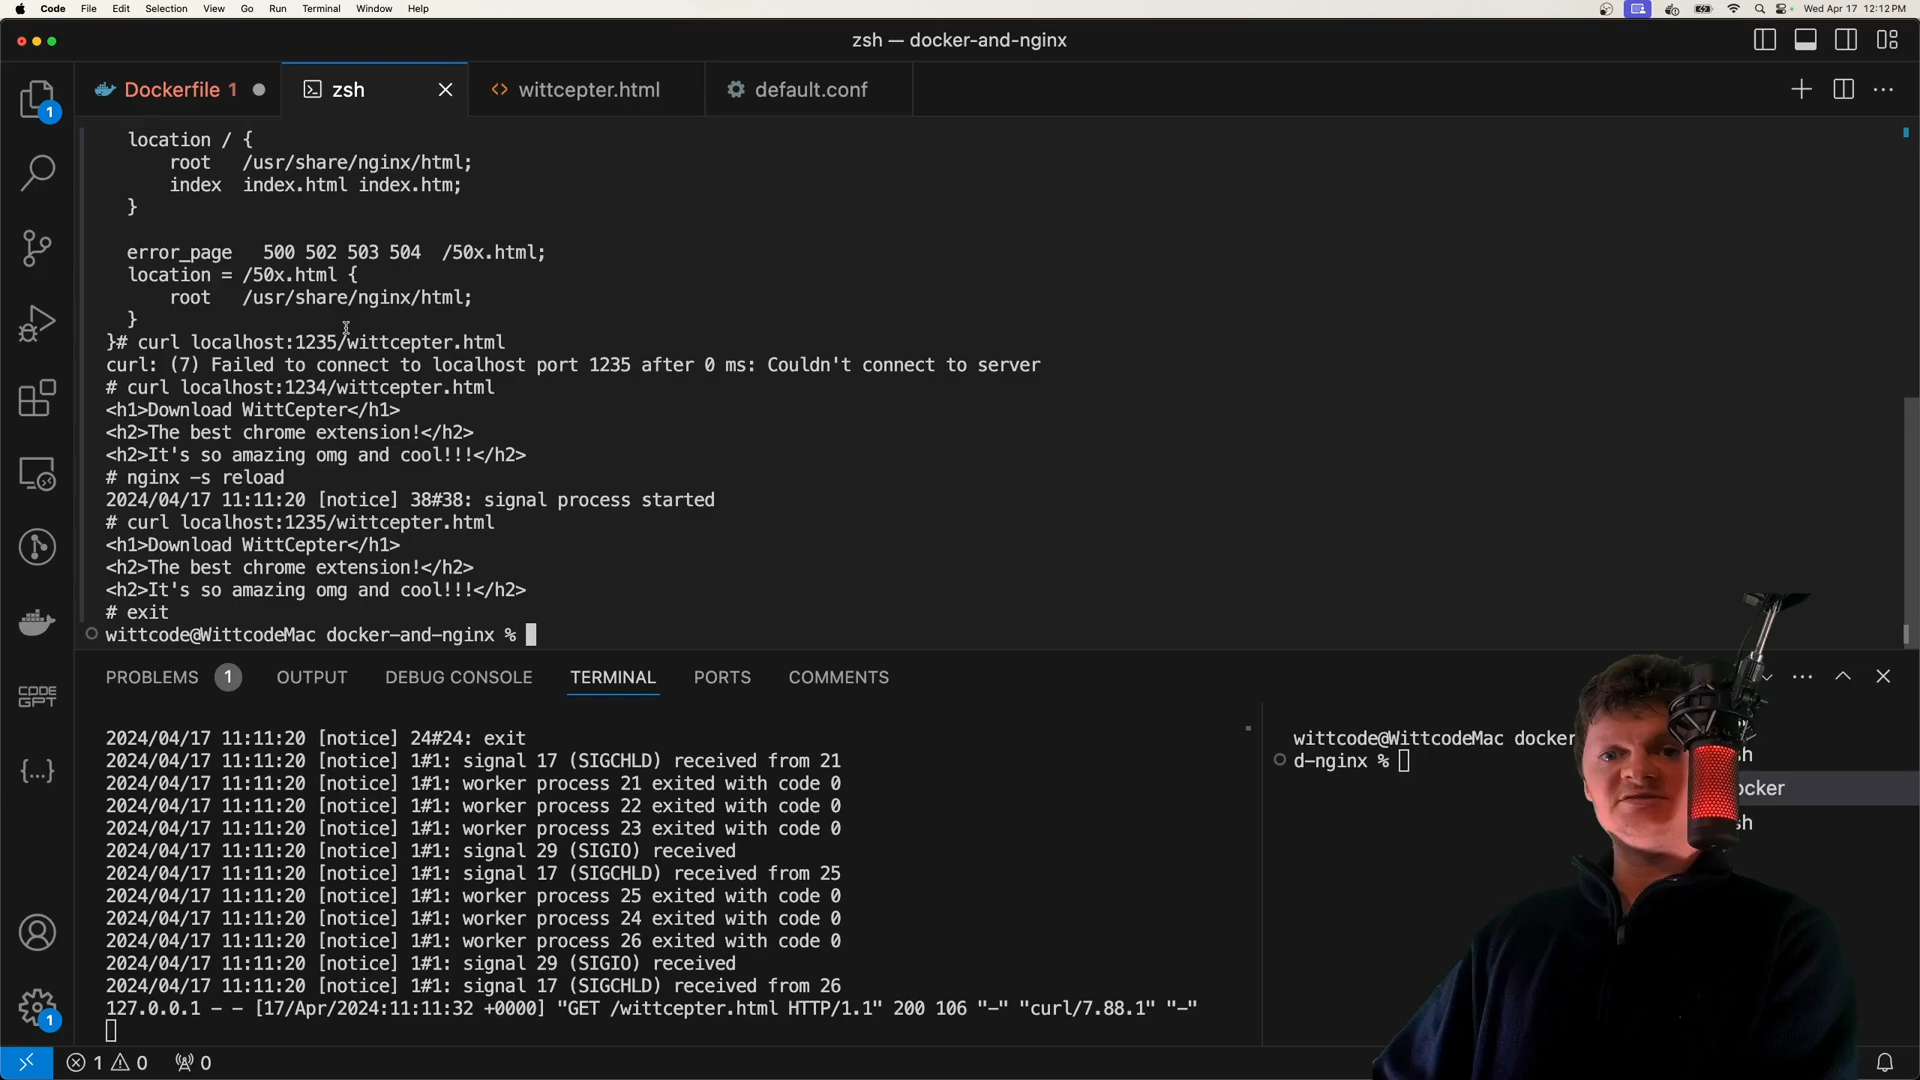 Code File Edit Selection View Go Run Terminal Window Help
Wed Apr 17 12:12 PM
zsh — docker-and-nginx
Dockerfile 1
zsh
wittcepter.html
default.conf
location / {
root /usr/share/nginx/html;
index index.html index.htm;
}
error_page 500 502 503 504 /50x.html;
location = /50x.html {
root /usr/share/nginx/html;
}
}# curl localhost:1235/wittcepter.html
curl: (7) Failed to connect to localhost port 1235 after 0 ms: Couldn't connect to server
# curl localhost:1234/wittcepter.html
<h1>Download WittCepter</h1>
<h2>The best chrome extension!</h2>
<h2>It's so amazing omg and cool!!!</h2>
# nginx -s reload
2024/04/17 11:11:20 [notice] 38#38: signal process started
# curl localhost:1235/wittcepter.html
<h1>Download WittCepter</h1>
<h2>The best chrome extension!</h2>
<h2>It's so amazing omg and cool!!!</h2>
# exit
wittcode@WittcodeMac docker-and-nginx %
PROBLEMS 1 OUTPUT DEBUG CONSOLE TERMINAL PORTS COMMENTS
2024/04/17 11:11:20 [notice] 24#24: exit
2024/04/17 11:11:20 [notice] 1#1: signal 17 (SIGCHLD) received from 21
2024/04/17 11:11:20 [notice] 1#1: worker process 21 exited with code 0
2024/04/17 11:11:20 [notice] 1#1: worker process 22 exited with code 0
2024/04/17 11:11:20 [notice] 1#1: worker process 23 exited with code 0
2024/04/17 11:11:20 [notice] 1#1: signal 29 (SIGIO) received
2024/04/17 11:11:20 [notice] 1#1: signal 17 (SIGCHLD) received from 25
2024/04/17 11:11:20 [notice] 1#1: worker process 25 exited with code 0
2024/04/17 11:11:20 [notice] 1#1: worker process 24 exited with code 0
2024/04/17 11:11:20 [notice] 1#1: worker process 26 exited with code 0
2024/04/17 11:11:20 [notice] 1#1: signal 29 (SIGIO) received
2024/04/17 11:11:20 [notice] 1#1: signal 17 (SIGCHLD) received from 26
127.0.0.1 - - [17/Apr/2024:11:11:32 +0000] "GET /wittcepter.html HTTP/1.1" 200 106 "-" "curl/7.88.1" "-"
wittcode@WittcodeMac docker
d-nginx %
sh
ocker
sh
1
CODE
GPT
{...}
1
1 0 0